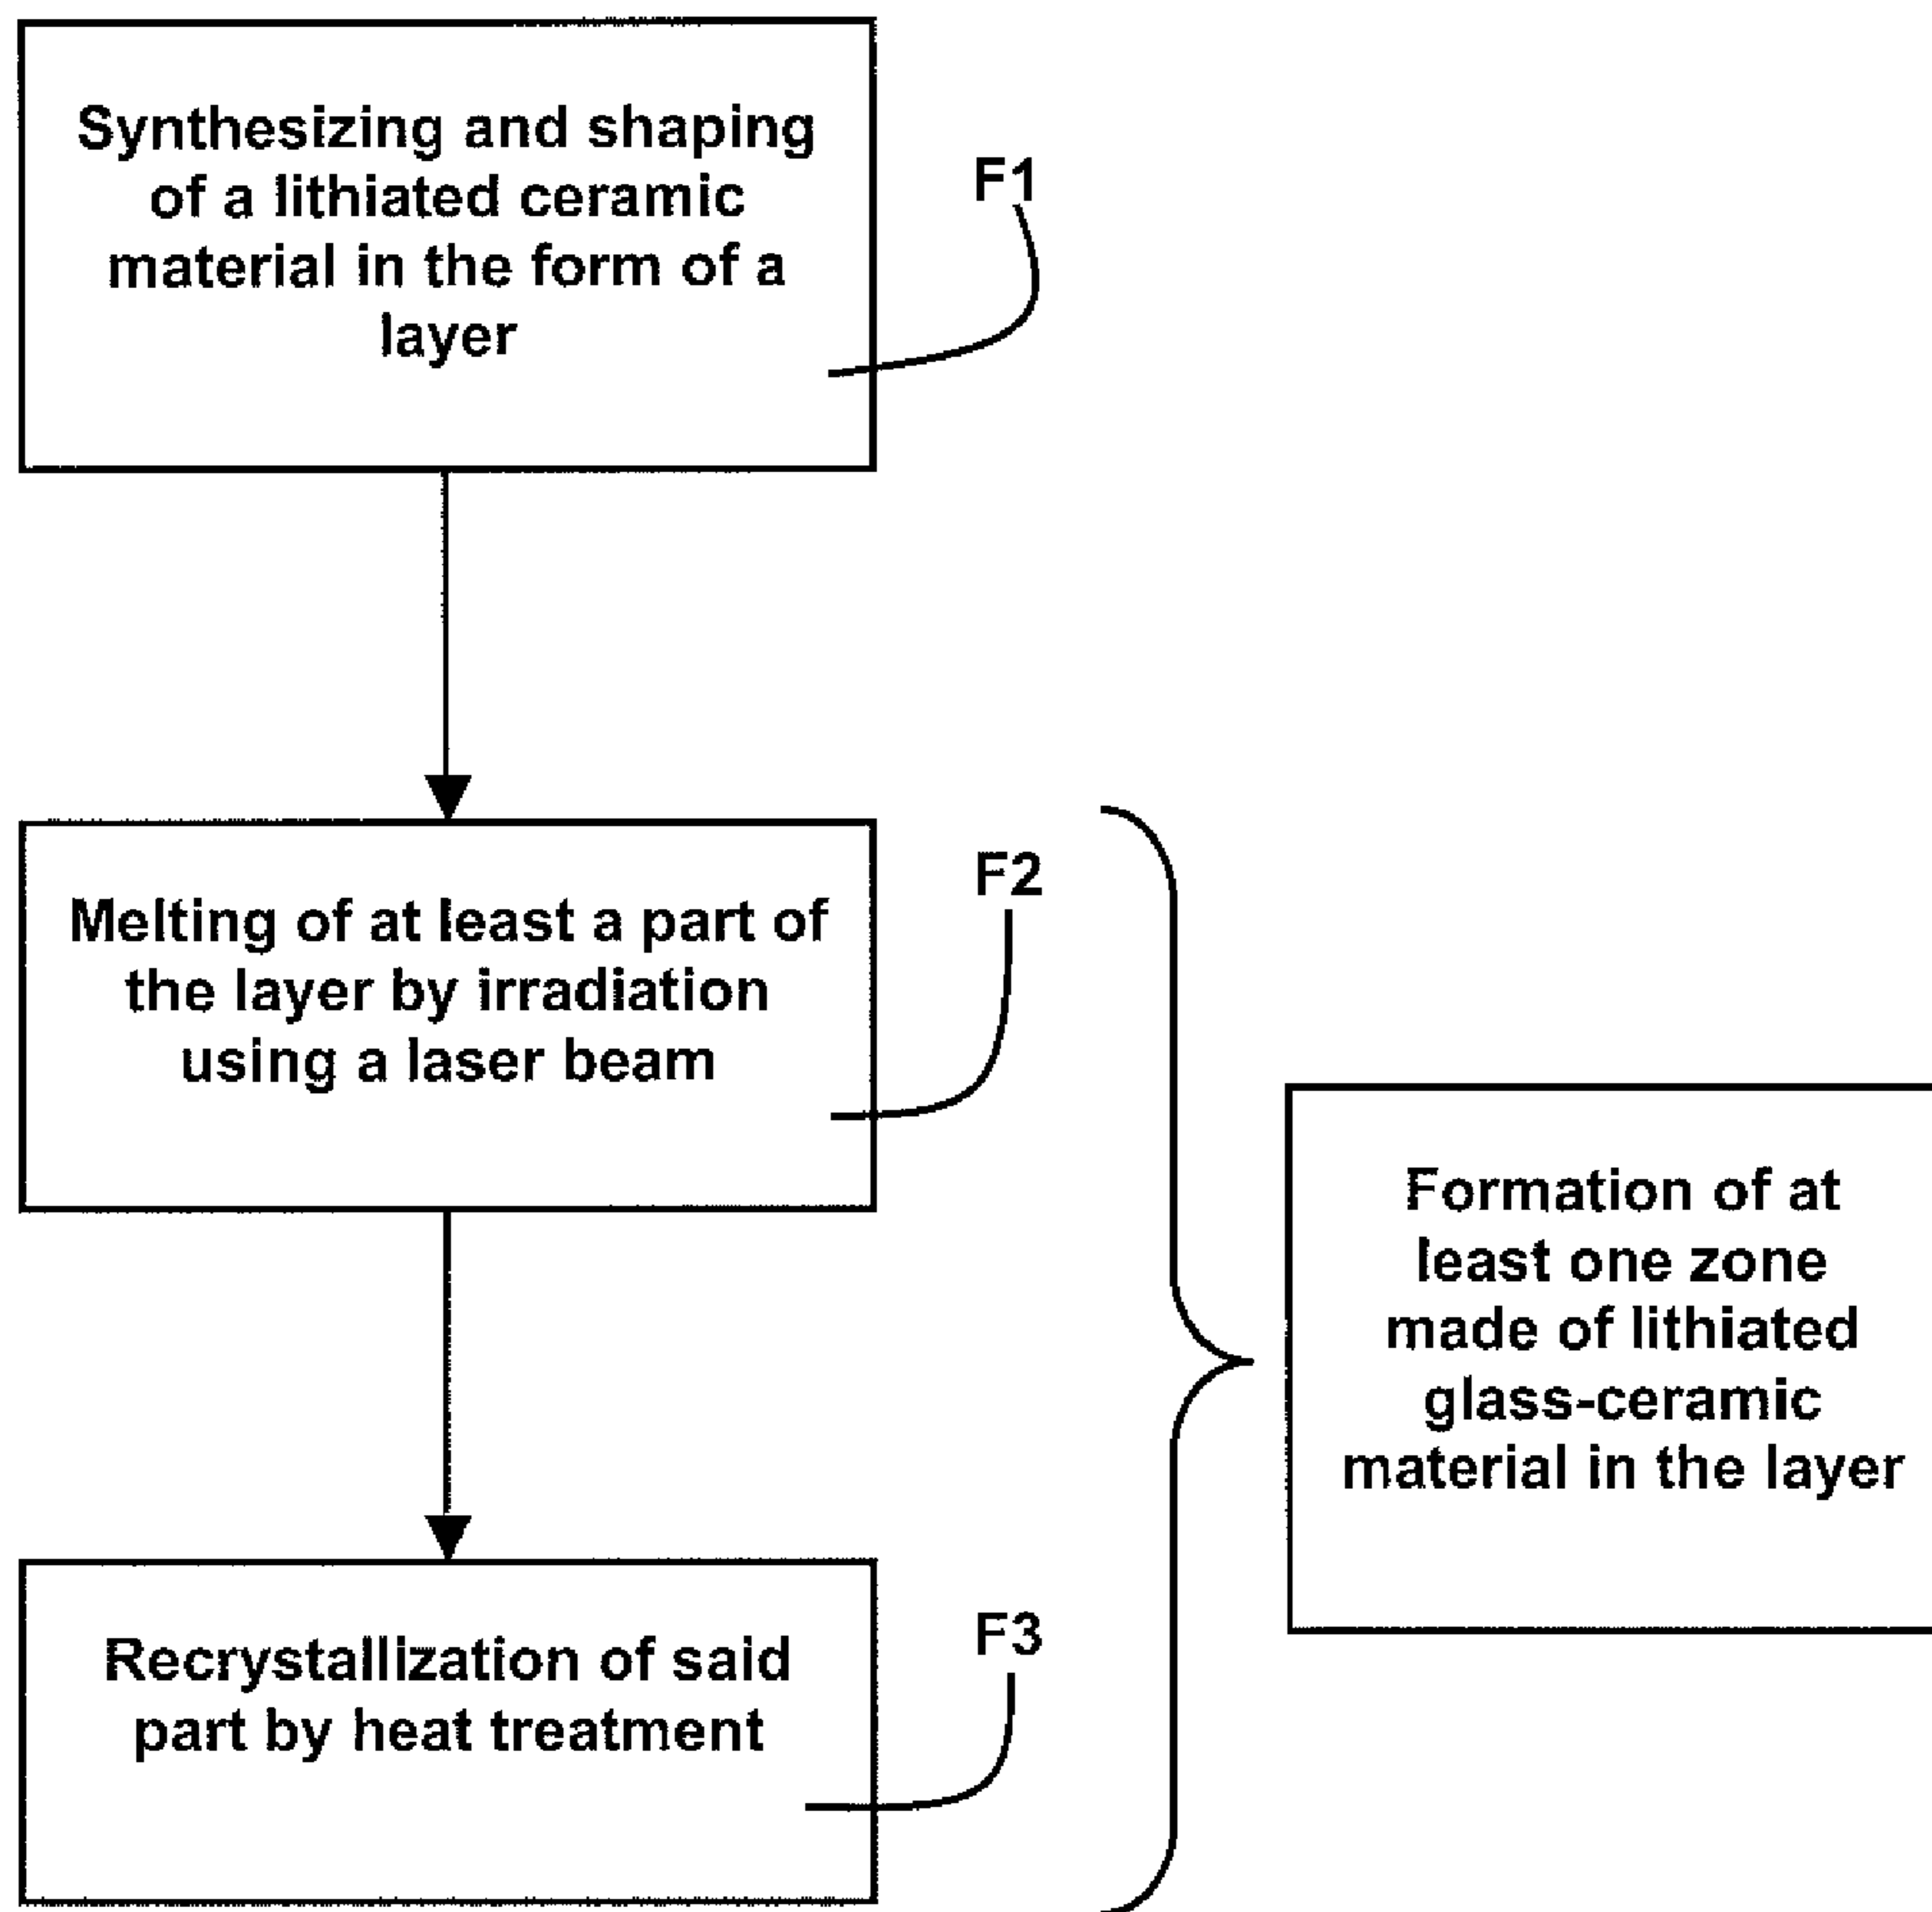 Synthesizing and shaping
of a lithiated ceramic
material in the form of a
layer
F1
Melting of at least a part of
the layer by irradiation
using a laser beam
F2
Formation of at
least one zone
made of lithiated
glass-ceramic
material in the layer
Recrystallization of said
part by heat treatment
F3